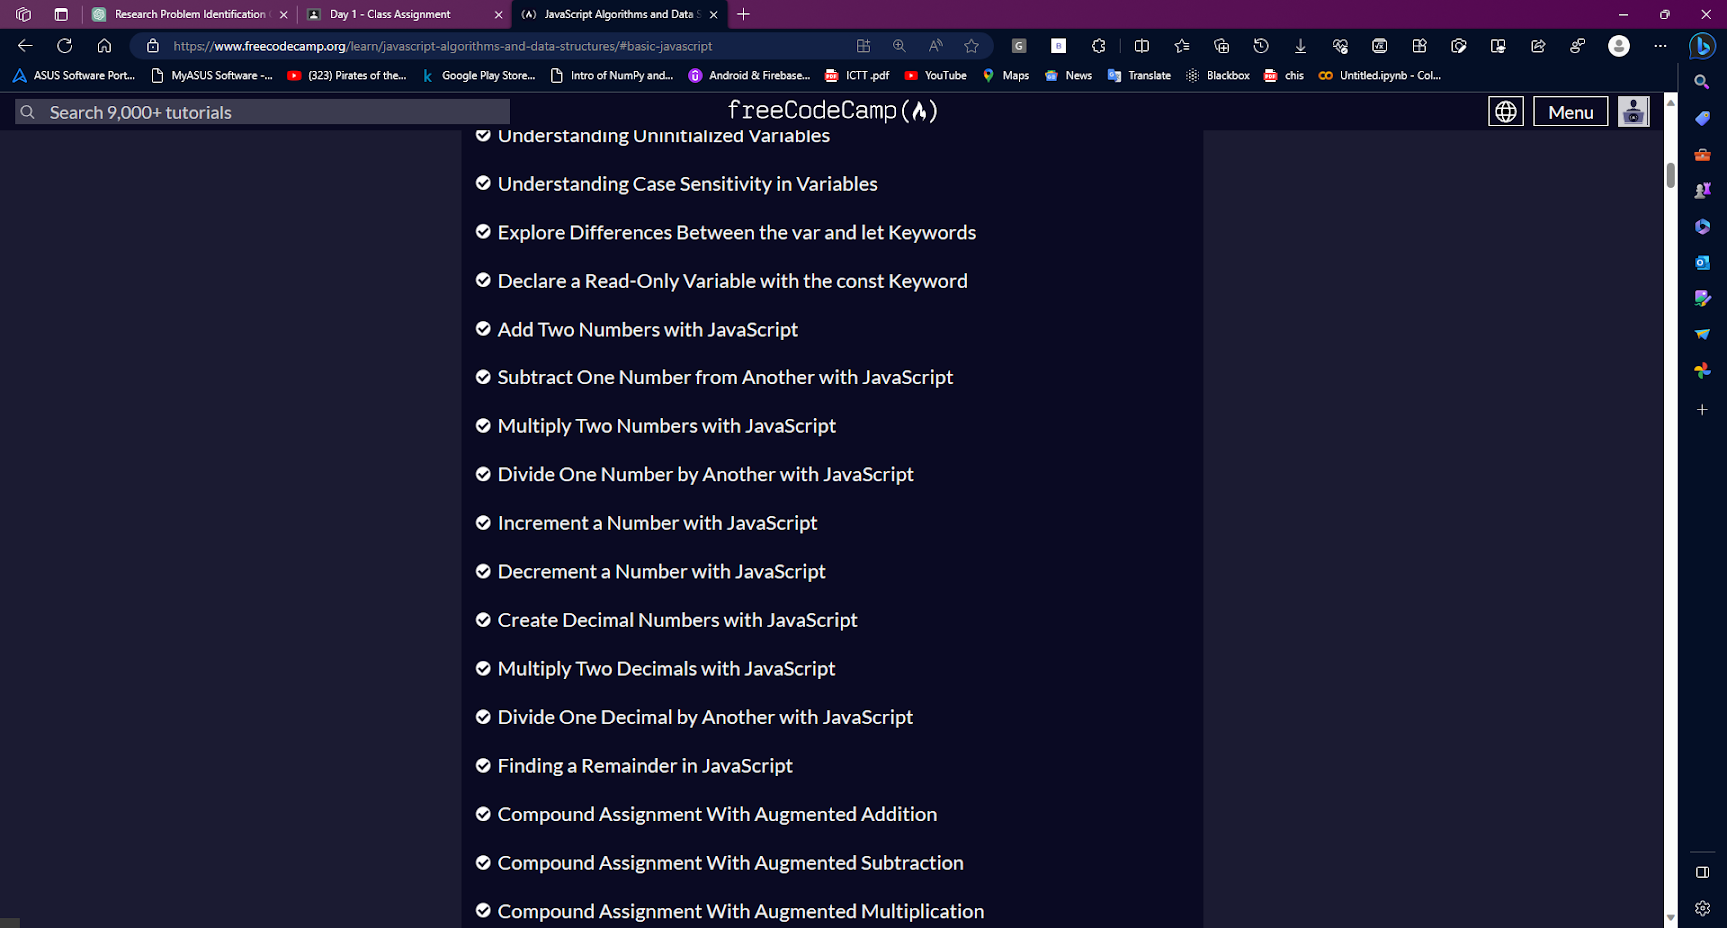 Research Problem Identification
Day 1 - Class Assignment
JavaScript Algorithms and Data S
https://www.freecodecamp.org/learn/javascript-algorithms-and-data-structures/#basic-javascript
ASUS Software Port...
MyASUS Software -...
(323) Pirates of the...
Google Play Store...
Intro of NumPy and...
Android & Firebase...
ICTT .pdf
YouTube
Maps
News
Translate
Blackbox
chis
Untitled.ipynb - Col...
Search 9,000+ tutorials
freeCodeCamp
Menu
Understanding Uninitialized Variables
Understanding Case Sensitivity in Variables
Explore Differences Between the var and let Keywords
Declare a Read-Only Variable with the const Keyword
Add Two Numbers with JavaScript
Subtract One Number from Another with JavaScript
Multiply Two Numbers with JavaScript
Divide One Number by Another with JavaScript
Increment a Number with JavaScript
Decrement a Number with JavaScript
Create Decimal Numbers with JavaScript
Multiply Two Decimals with JavaScript
Divide One Decimal by Another with JavaScript
Finding a Remainder in JavaScript
Compound Assignment With Augmented Addition
Compound Assignment With Augmented Subtraction
Compound Assignment With Augmented Multiplication